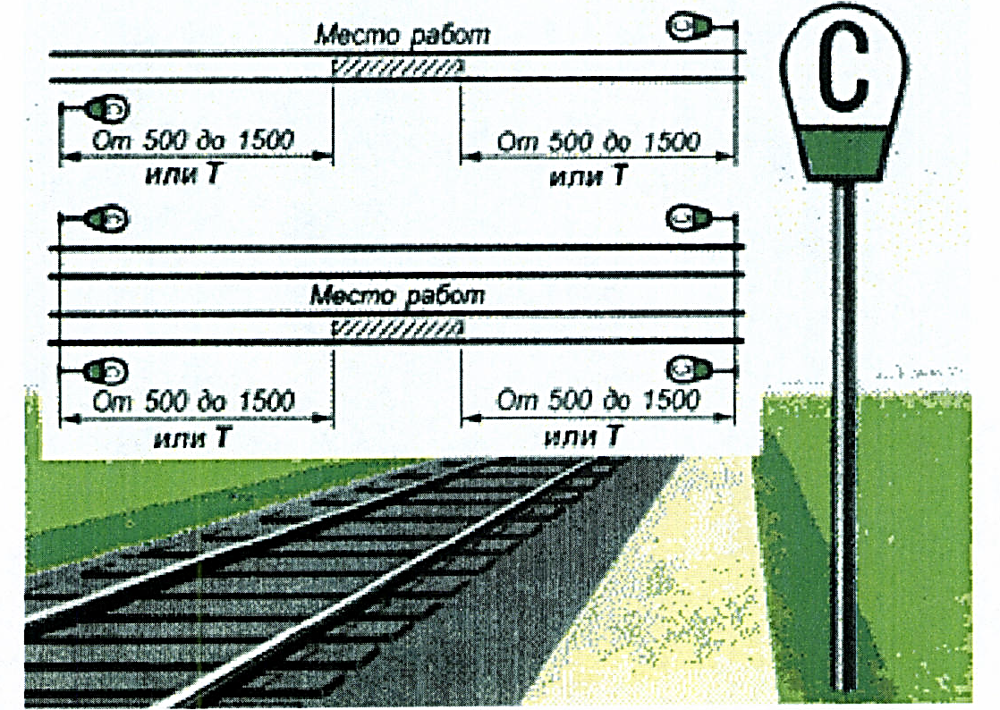 Место работ
С
С
С
От 500 до 1500
От 500 до 1500
или Т
или Т
С
С
Место работ
С
С
От 500 до 1500
От 500 до 1500
или Т
или Т